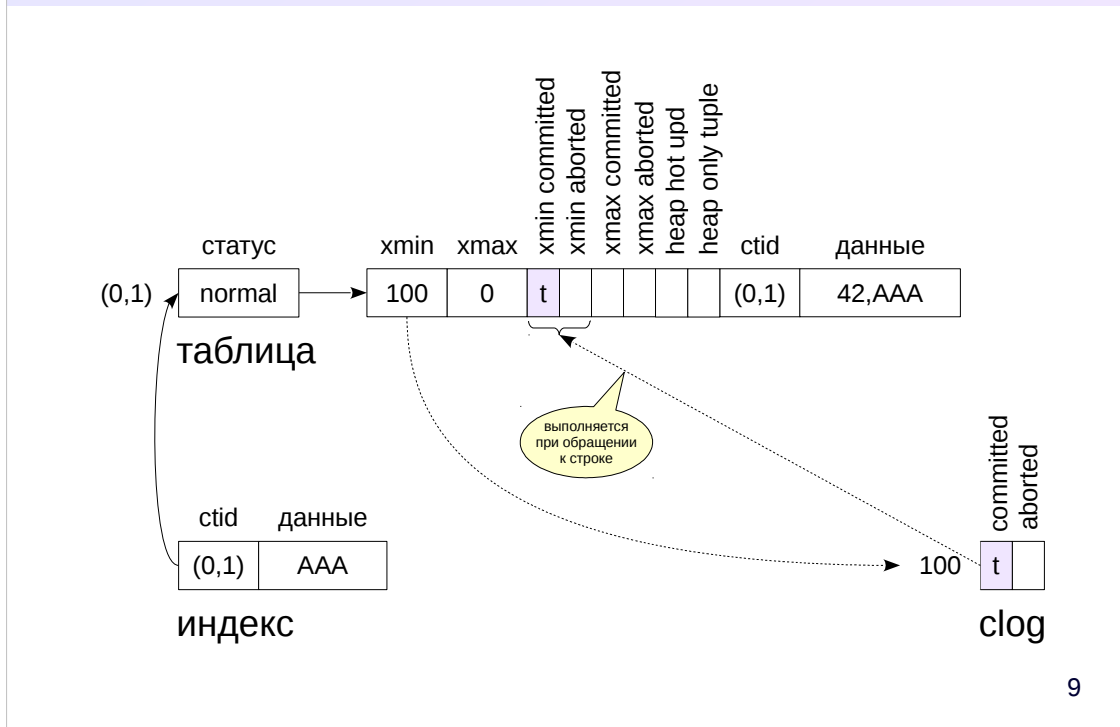 xmin committed
xmin aborted
xmax committed
xmax aborted
heap hot upd
heap only tuple
статус
xmin
xmax
ctid
данные
(0,1)
normal
100
0
t
(0,1)
42,AAA
таблица
выполняется
при обращении
к строке
committed
aborted
ctid
данные
(0,1)
AAA
100
t
индекс
clog
9